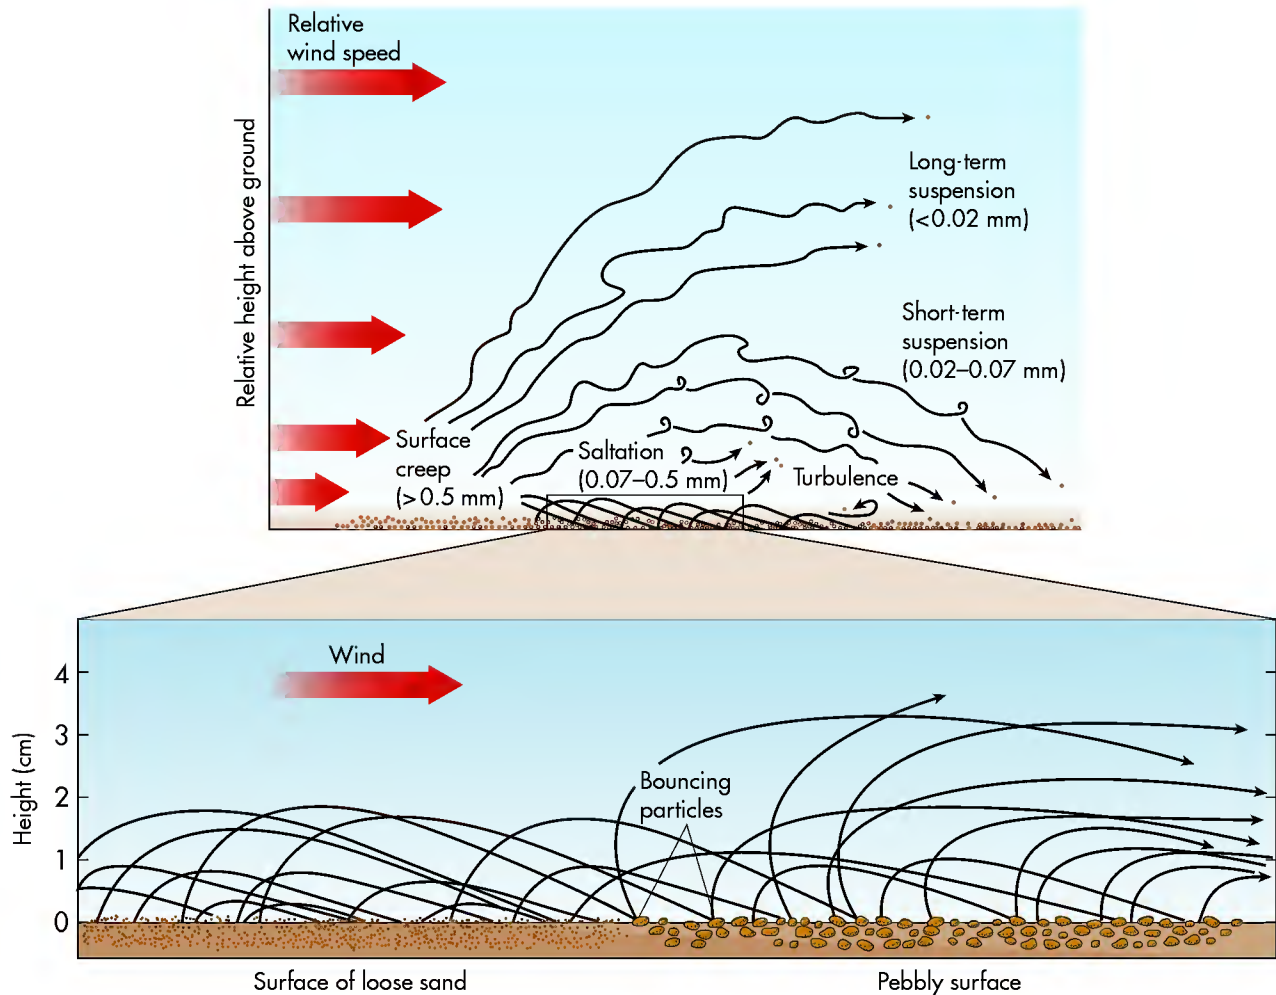 Relative
wind speed
Relative height above ground
Long-term
suspension
(<0.02 mm)
Short-term
suspension
(0.02–0.07 mm)
Surface
creep
(>0.5 mm)
Saltation
(0.07–0.5 mm)
Turbulence
Wind
Height (cm)
4
3
2
1
0
Bouncing
particles
Surface of loose sand
Pebbly surface